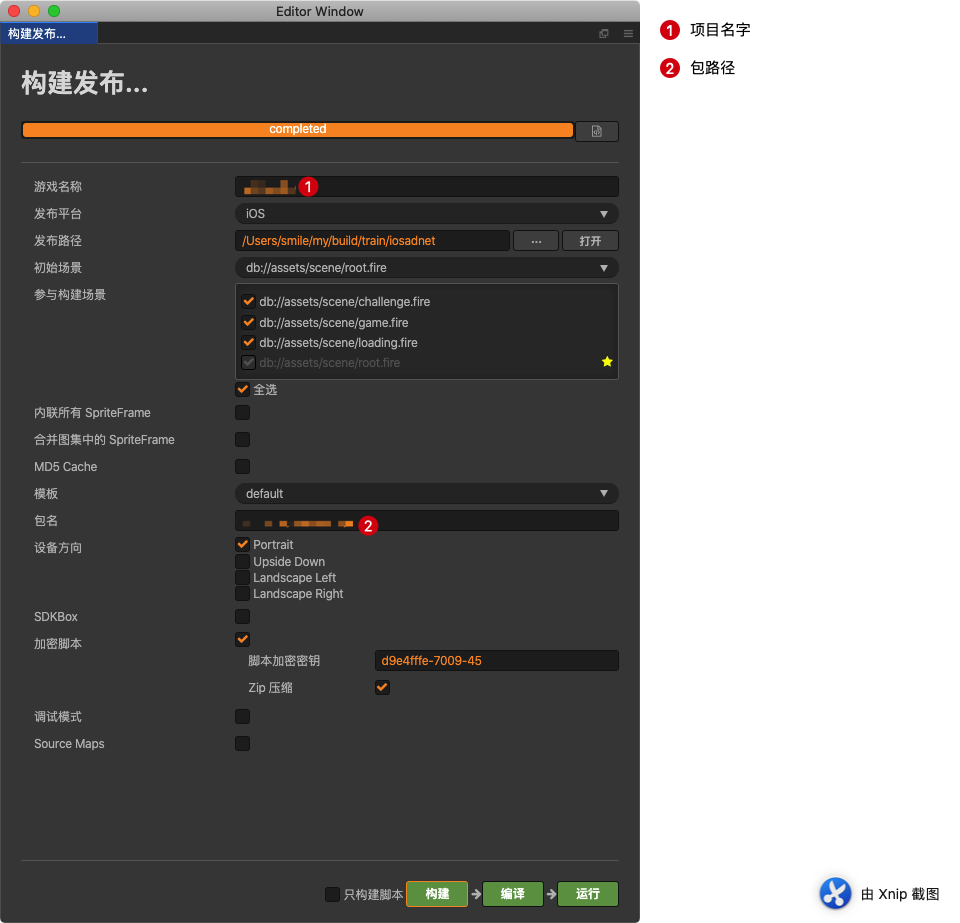 Editor Window
构建发布...
构建发布...
completed
游戏名称
1
发布平台
iOS
发布路径
/Users/smile/my/build/train/iosadnet
...
打开
初始场景
db://assets/scene/root.fire
参与构建场景
db://assets/scene/challenge.fire
db://assets/scene/game.fire
db://assets/scene/loading.fire
db://assets/scene/root.fire
全选
内联所有 SpriteFrame
合并图集中的 SpriteFrame
MD5 Cache
模板
default
包名
2
设备方向
Portrait
Upside Down
Landscape Left
Landscape Right
SDKBox
加密脚本
脚本加密密钥
d9e4fffe-7009-45
Zip 压缩
调试模式
Source Maps
只构建脚本
构建
编译
运行
1 项目名字
2 包路径
由 Xnip 截图